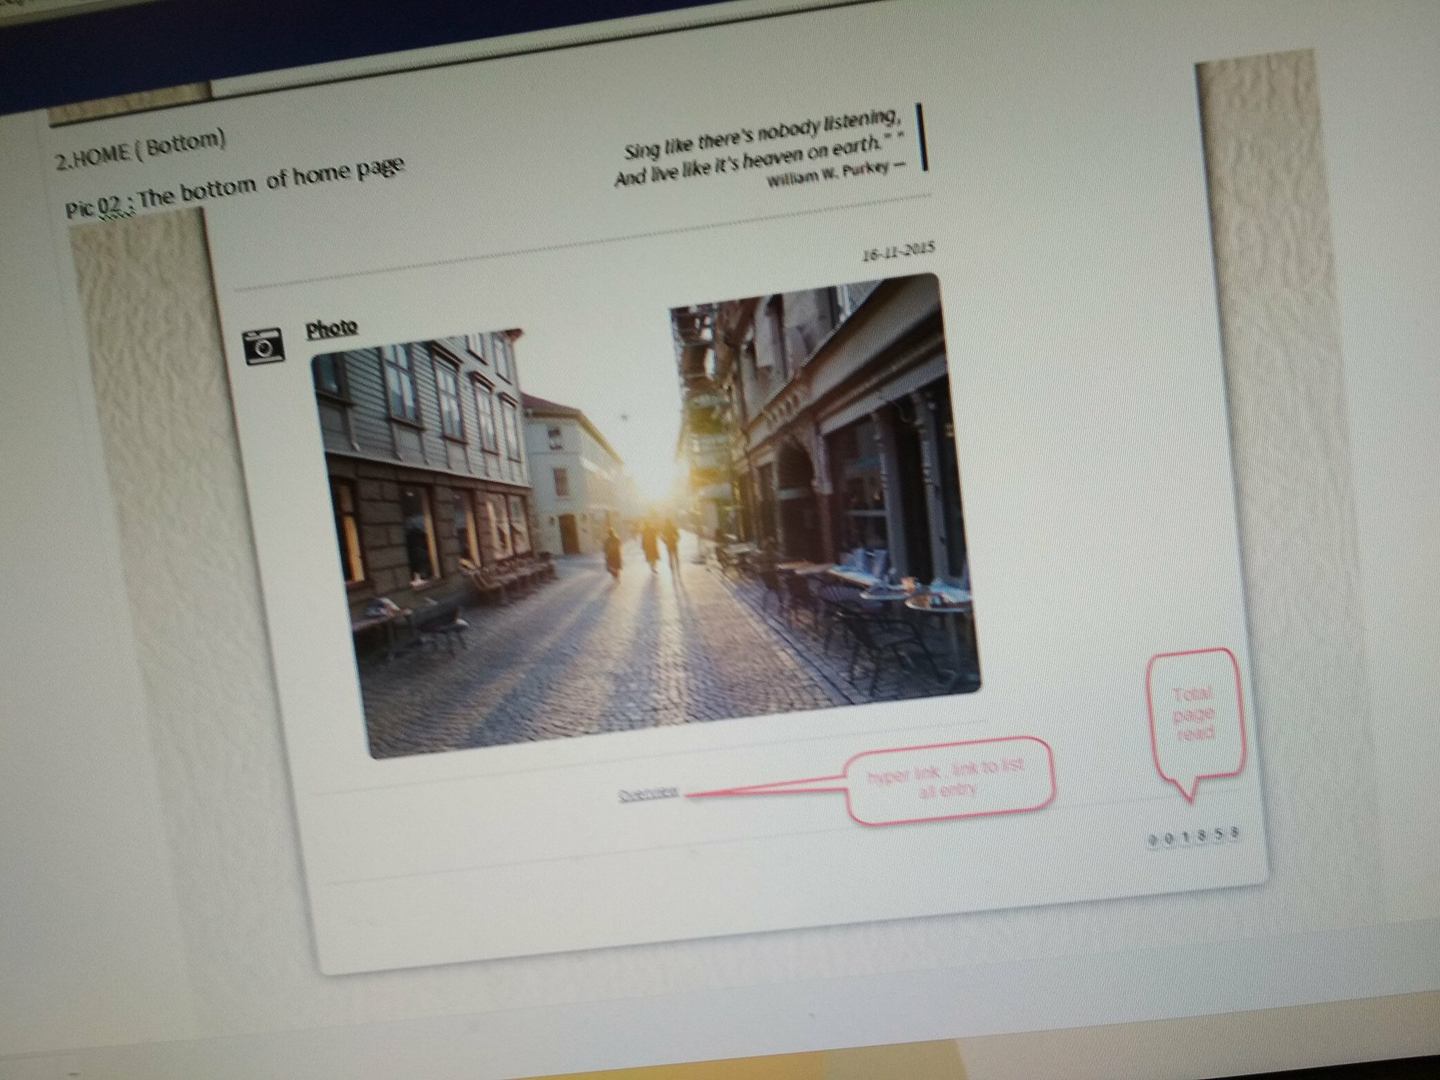 2.HOME ( Bottom)
Pic 02 : The bottom of home page
Sing like there's nobody listening,
And live like it's heaven on earth." "
William W. Purkey —
16-11-2015
Photo
Overview
hyper link , link to list
all entry
Total
page
read
001858